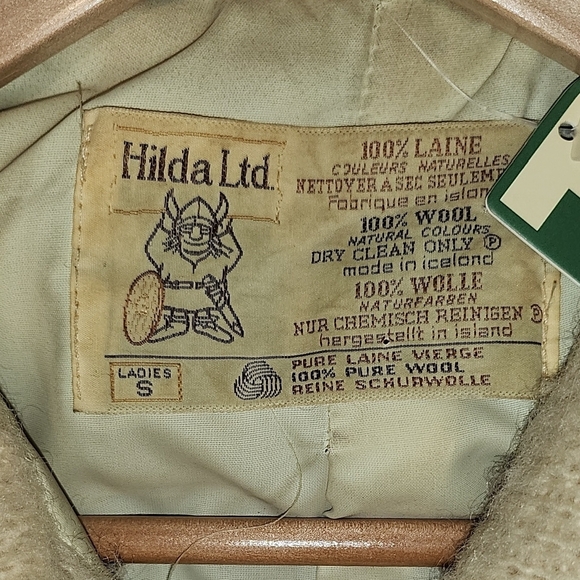 Hilda Ltd.
100% LAINE
COULEURS NATURELLES
NETTOYER A SEC SEULEME
Fabrique en islan
100% WOOL
NATURAL COLOURS
DRY CLEAN ONLY Ⓟ
made in iceland
100% WOLLE
NATURFARBEN
NUR CHEMISCH REINIGEN Ⓟ
hergestellt in island
LADIES
S
PURE LAINE VIERGE
100% PURE WOOL
REINE SCHURWOLLE